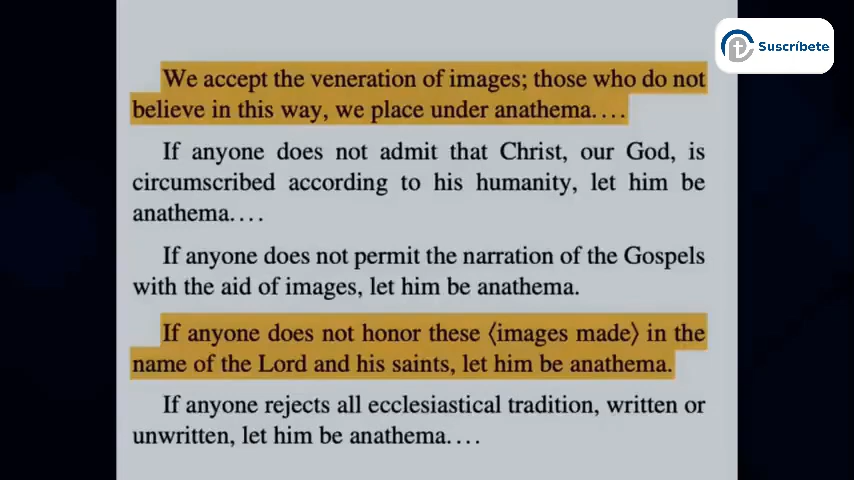 Suscríbete
We accept the veneration of images; those who do not
believe in this way, we place under anathema....
If anyone does not admit that Christ, our God, is
circumscribed according to his humanity, let him be
anathema....
If anyone does not permit the narration of the Gospels
with the aid of images, let him be anathema.
If anyone does not honor these ⟨images made⟩ in the
name of the Lord and his saints, let him be anathema.
If anyone rejects all ecclesiastical tradition, written or
unwritten, let him be anathema....